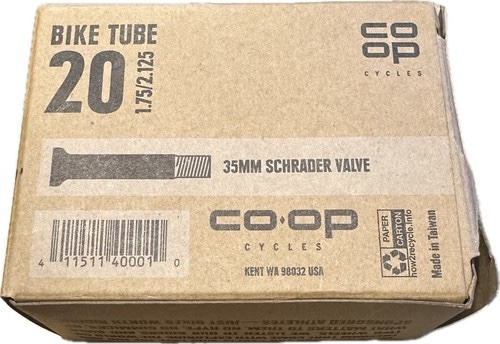 BIKE TUBE
20
1.75/2.125
CO
OP
CYCLES
35MM SCHRADER VALVE
4 11511 40001 0
CO·OP
CYCLES
KENT WA 98032 USA
PAPER
CARTON
how2recycle.info
Made in Taiwan